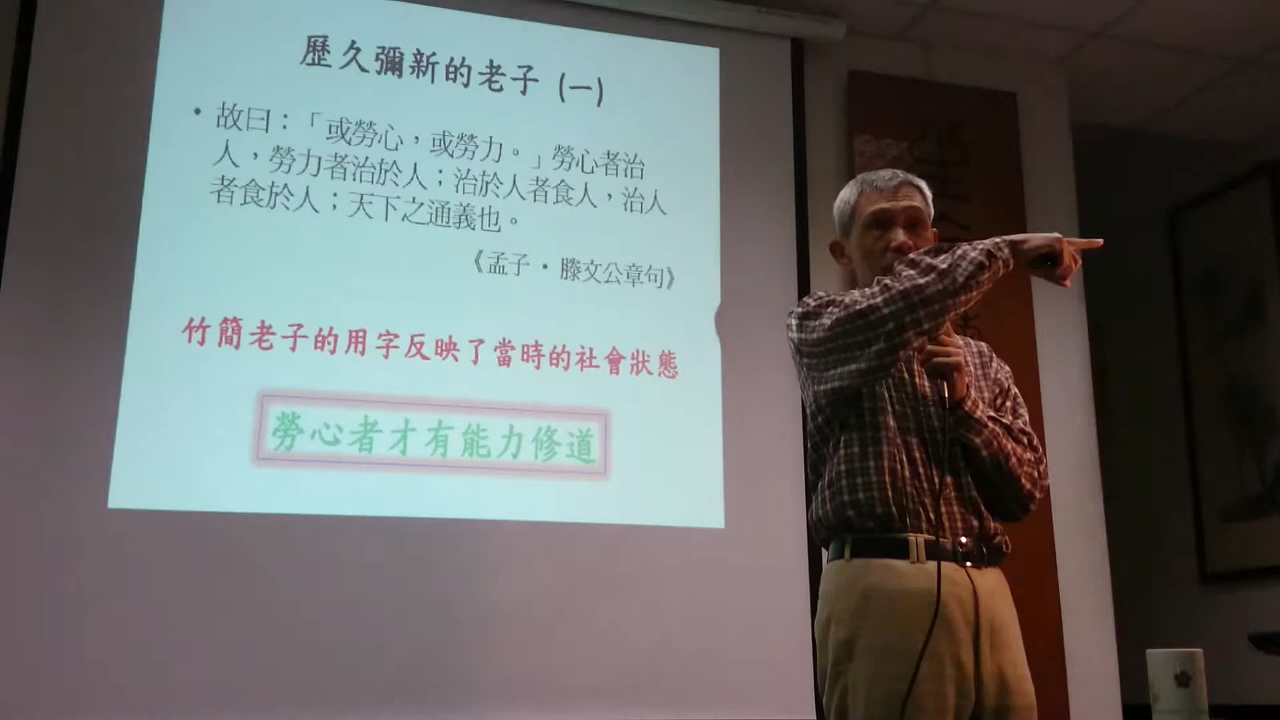 歷久彌新的老子 (一)
• 故曰：「或勞心，或勞力。」勞心者治
人，勞力者治於人；治於人者食人，治人
者食於人；天下之通義也。
《孟子・滕文公章句》
竹簡老子的用字反映了當時的社會狀態
勞心者才有能力修道